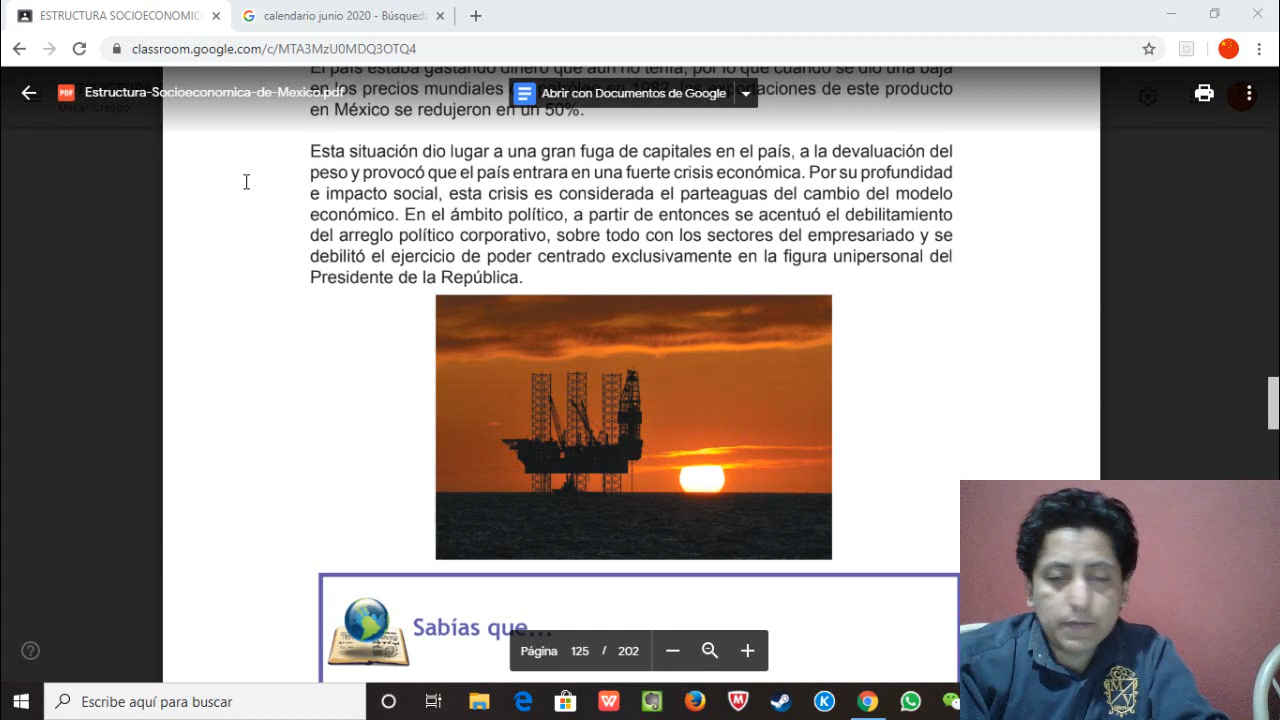 ESTRUCTURA SOCIOECONOMICA
calendario junio 2020 - Búsqued
classroom.google.com/c/MTA3MzU0MDQ3OTQ4
El país estaba gastando dinero que aún no tenía, por lo que cuando se dio una baja
Estructura-Socioeconomica-de-Mexico.pdf
Abrir con Documentos de Google
precios mundiales 1982 de este producto
en México se redujeron en un 50%.
Esta situación dio lugar a una gran fuga de capitales en el país, a la devaluación del
peso y provocó que el país entrara en una fuerte crisis económica. Por su profundidad
e impacto social, esta crisis es considerada el parteaguas del cambio del modelo
económico. En el ámbito político, a partir de entonces se acentuó el debilitamiento
del arreglo político corporativo, sobre todo con los sectores del empresariado y se
debilitó el ejercicio de poder centrado exclusivamente en la figura unipersonal del
Presidente de la República.
Sabías que...
Página 125 / 202
Escribe aquí para buscar